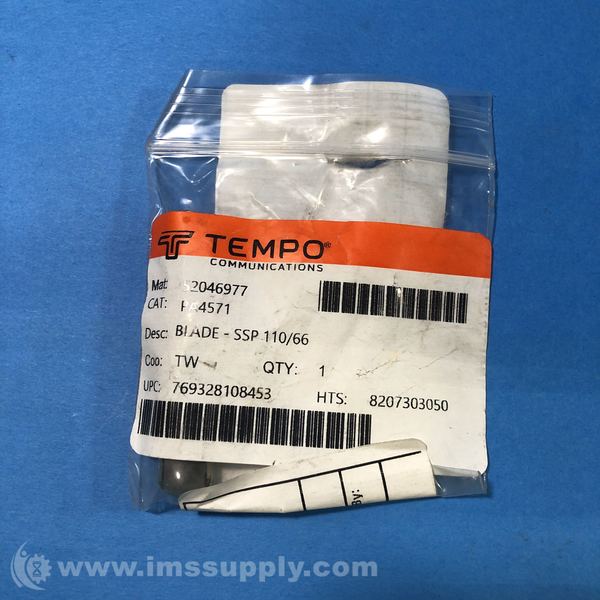 TEMPO®
COMMUNICATIONS
Mat: 52046977
CAT: PA4571
Desc: BLADE - SSP 110/66
Coo: TW QTY: 1
UPC: 769328108453 HTS: 8207303050
By:
www.imssupply.com